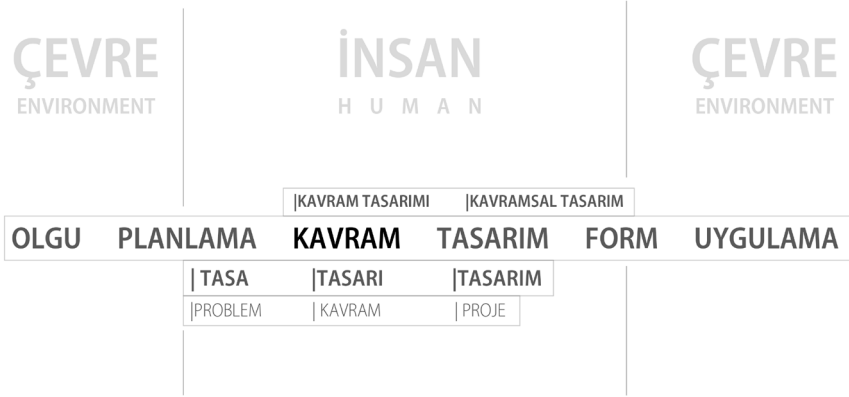 ÇEVRE İNSAN ÇEVRE
ENVIRONMENT HUMAN ENVIRONMENT
|KAVRAM TASARIMI |KAVRAMSAL TASARIM
OLGU PLANLAMA KAVRAM TASARIM FORM UYGULAMA
| TASA |TASARI |TASARIM
|PROBLEM | KAVRAM | PROJE